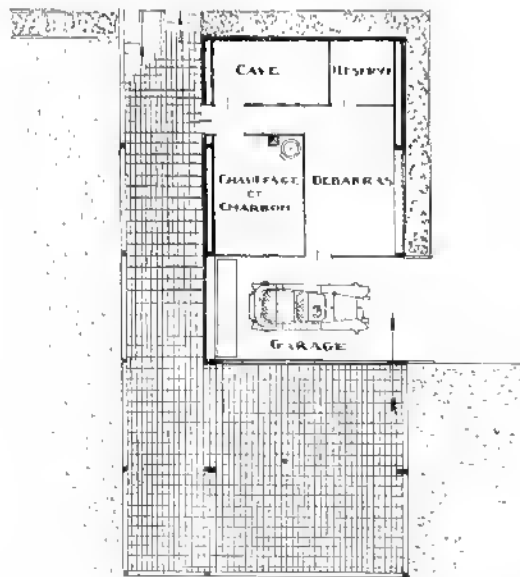 CAVE
RESERVE
CHAUFFAGE
ET
CHARBON
DEBARRAS
GARAGE